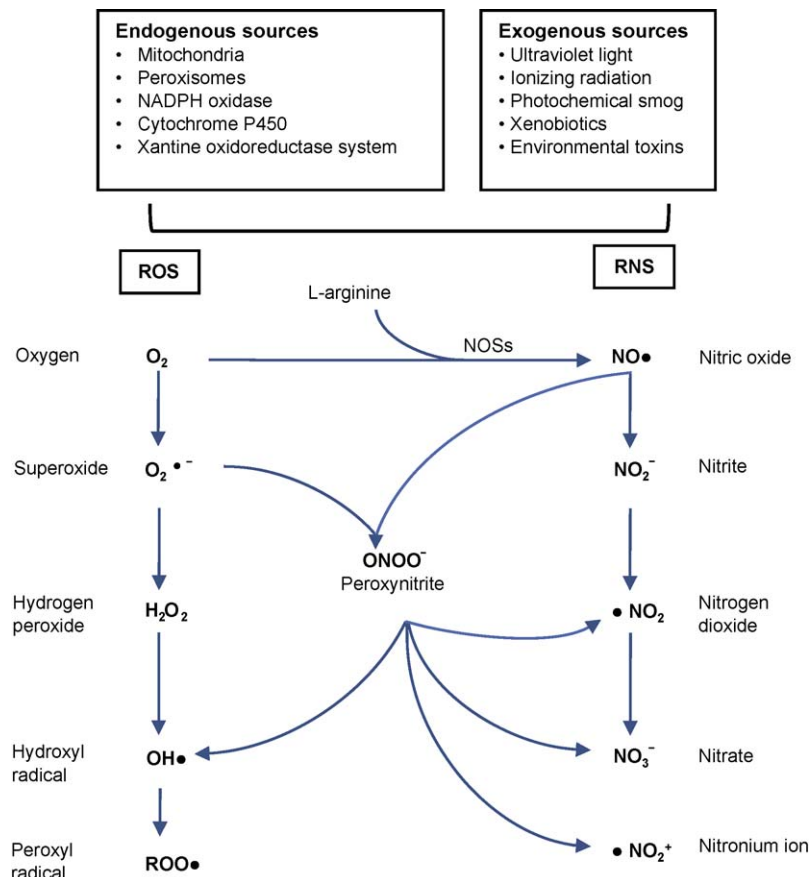 Endogenous sources
• Mitochondria
• Peroxisomes
• NADPH oxidase
• Cytochrome P450
• Xantine oxidoreductase system
Exogenous sources
• Ultraviolet light
• Ionizing radiation
• Photochemical smog
• Xenobiotics
• Environmental toxins
ROS
RNS
L-arginine
NOSs
Oxygen
O₂
NO●
Nitric oxide
Superoxide
O₂•⁻
NO₂⁻
Nitrite
ONOO⁻
Peroxynitrite
Hydrogen
peroxide
H₂O₂
● NO₂
Nitrogen
dioxide
Hydroxyl
radical
OH●
NO₃⁻
Nitrate
Peroxyl
radical
ROO●
● NO₂⁺
Nitronium ion